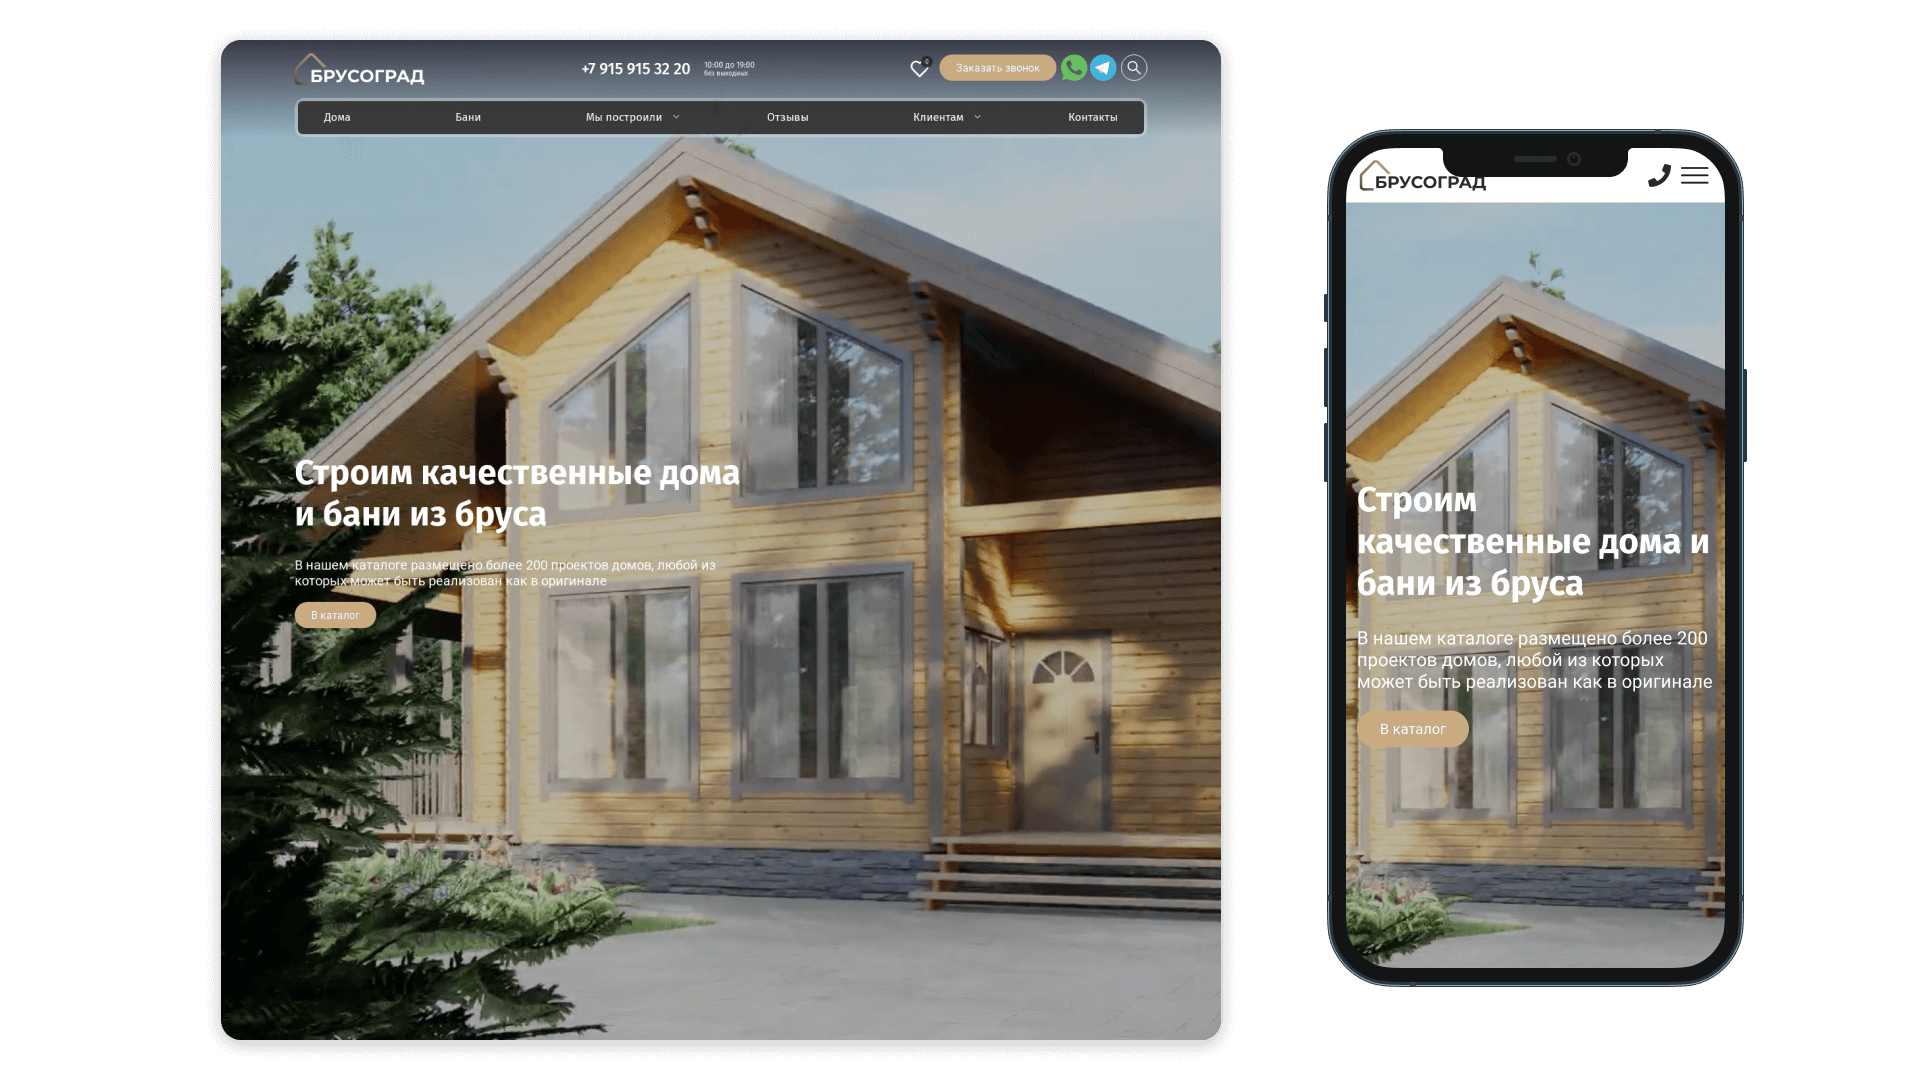 БРУСОГРАД
+7 915 915 32 20
10:00 до 19:00
без выходных
0
Заказать звонок
Дома
Бани
Мы построили
Отзывы
Клиентам
Контакты
Строим качественные дома
и бани из бруса
В нашем каталоге размещено более 200 проектов домов, любой из
которых может быть реализован как в оригинале
В каталог
БРУСОГРАД
Строим
качественные дома и
бани из бруса
В нашем каталоге размещено более 200
проектов домов, любой из которых
может быть реализован как в оригинале
В каталог